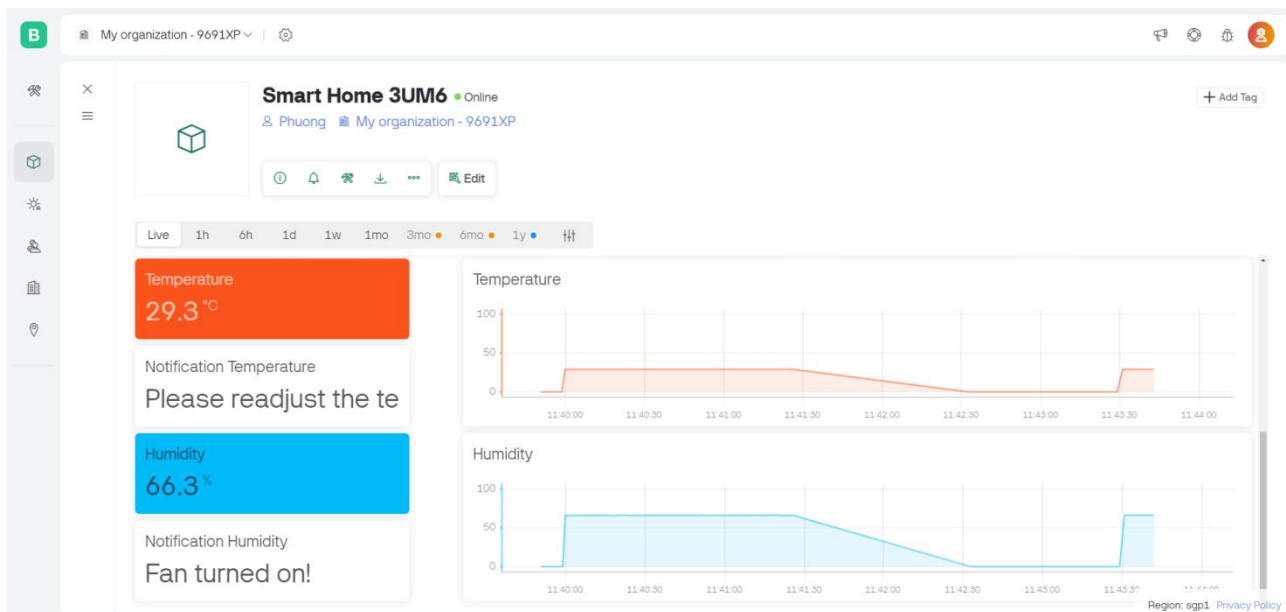 B
My organization - 9691XP
Smart Home 3UM6 Online
Phuong My organization - 9691XP
+ Add Tag
Edit
Live 1h 6h 1d 1w 1mo 3mo 6mo 1y
Temperature
29.3 °C
Notification Temperature
Please readjust the te
Humidity
66.3 %
Notification Humidity
Fan turned on!
Temperature
100
50
0
11:40:00 11:40:30 11:41:00 11:41:30 11:42:00 11:42:30 11:43:00 11:43:30 11:44:00
Humidity
100
50
0
11:40:00 11:40:30 11:41:00 11:41:30 11:42:00 11:42:30 11:43:00
Region: sgp1 Privacy Policy